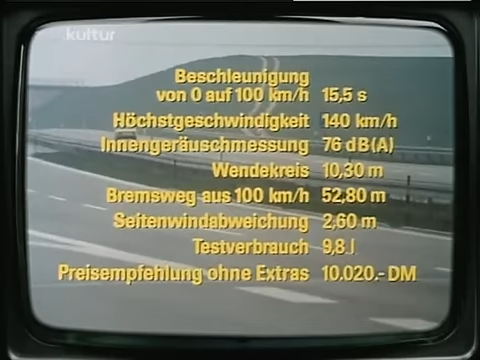 kultur
Beschleunigung
von 0 auf 100 km/h 15,5 s
Höchstgeschwindigkeit 140 km/h
Innengeräuschmessung 76 dB(A)
Wendekreis 10,30 m
Bremsweg aus 100 km/h 52,80 m
Seitenwindabweichung 2,60 m
Testverbrauch 9,8 l
Preisempfehlung ohne Extras 10.020.- DM